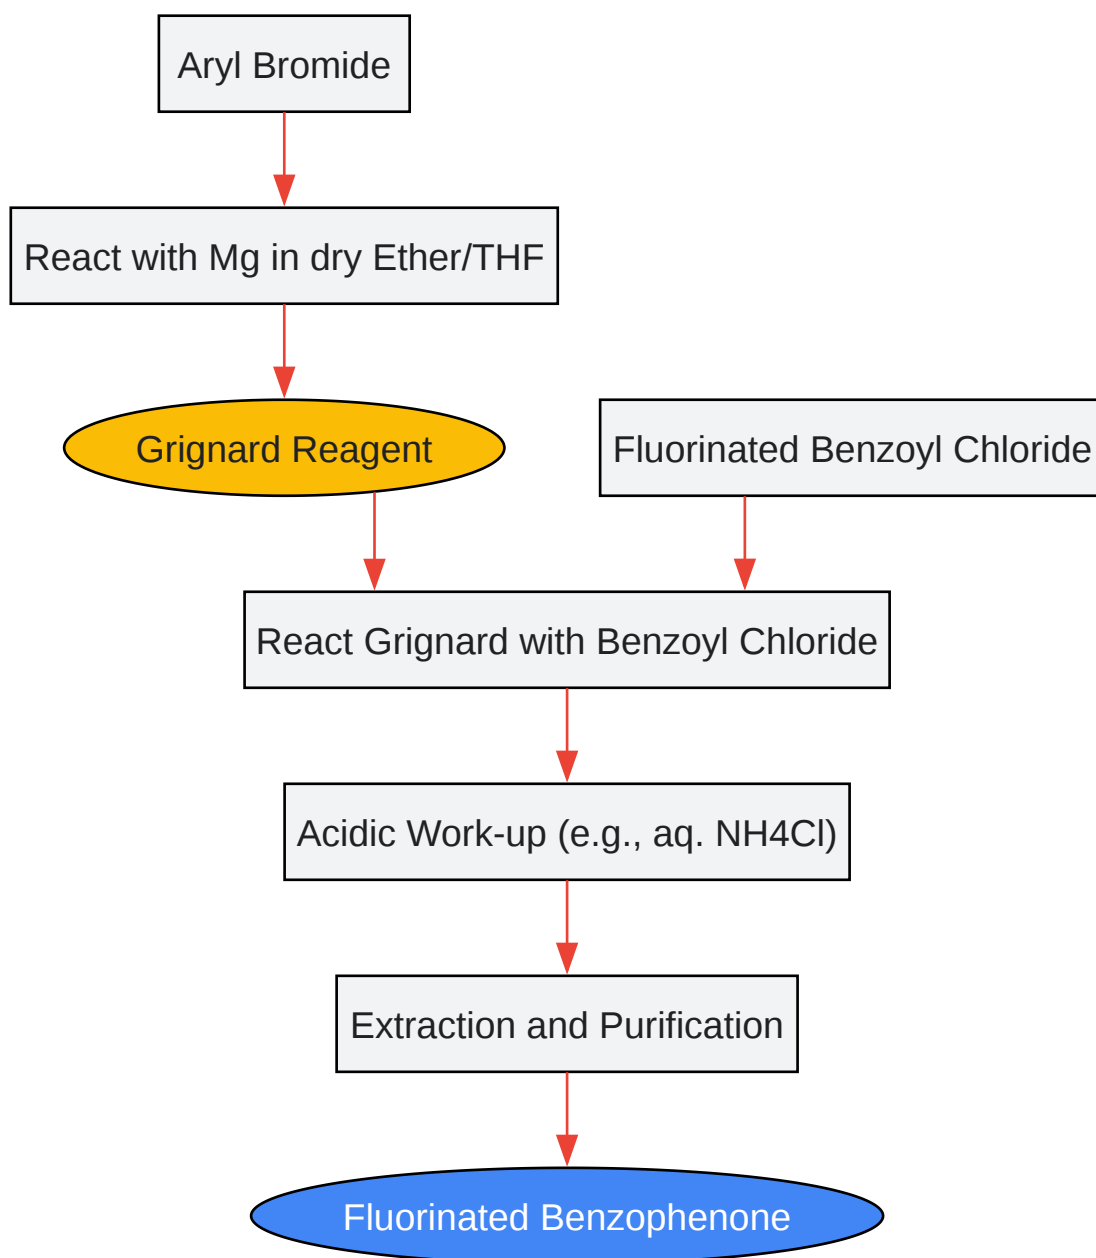 Aryl Bromide
React with Mg in dry Ether/THF
Grignard Reagent
Fluorinated Benzoyl Chloride
React Grignard with Benzoyl Chloride
Acidic Work-up (e.g., aq. NH4Cl)
Extraction and Purification
Fluorinated Benzophenone